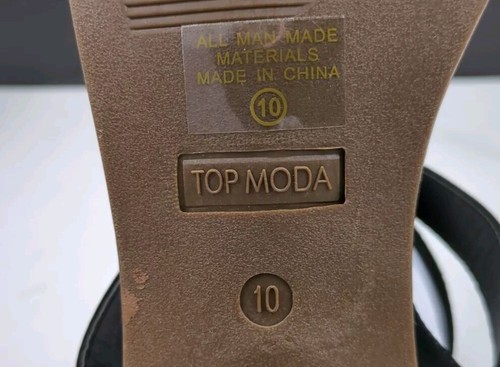 ALL MAN MADE
MATERIALS
MADE IN CHINA
10
TOP MODA
10